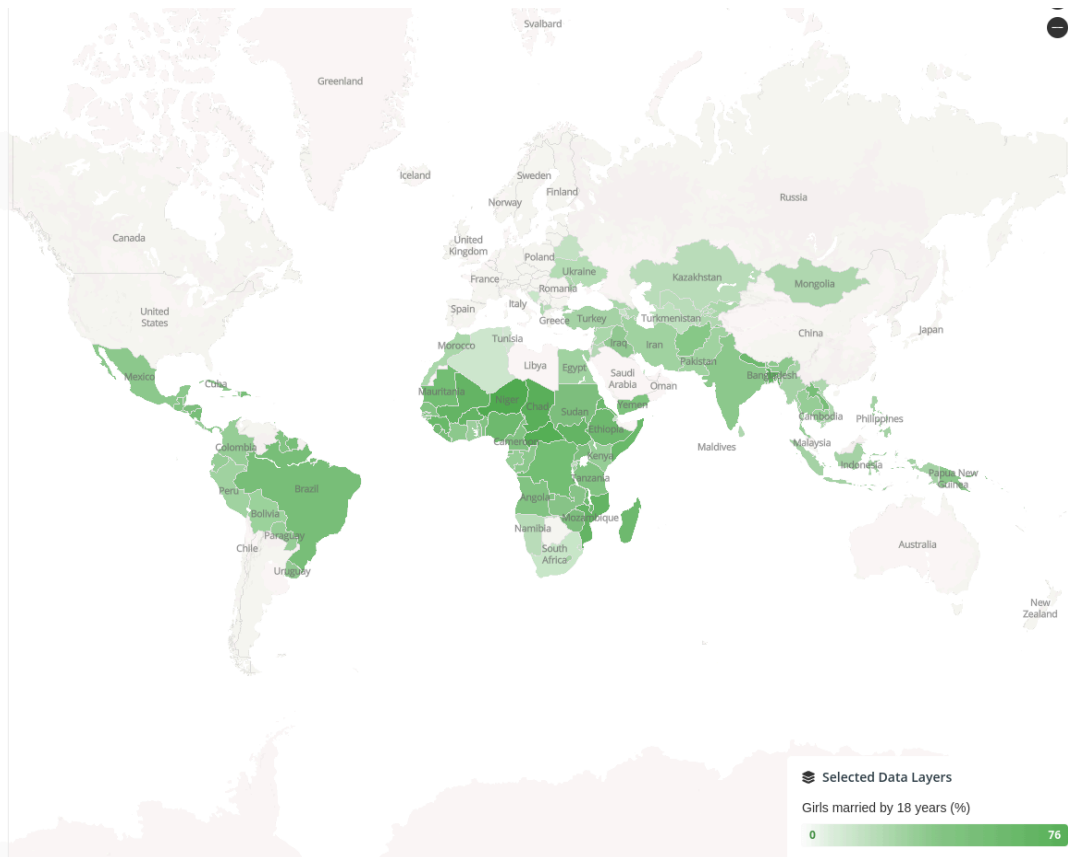 Svalbard
Greenland
Iceland
Sweden
Finland
Norway
Russia
Canada
United
Kingdom
Poland
Ukraine
France
Kazakhstan
Mongolia
Romania
Italy
United
States
Spain
Greece
Turkey
Turkmenistan
China
Japan
Morocco
Tunisia
Iraq
Iran
Pakistan
Libya
Egypt
Saudi
Arabia
Oman
Bangladesh
Mexico
Cuba
Mauritania
Niger
Chad
Sudan
Yemen
Cambodia
Philippines
Ethiopia
Cameroon
Colombia
Maldives
Malaysia
Kenya
Indonesia
Papua New
Guinea
Tanzania
Peru
Brazil
Angola
Bolivia
Mozambique
Namibia
Paraguay
Chile
South
Africa
Australia
Uruguay
New
Zealand
Selected Data Layers
Girls married by 18 years (%)
0 76